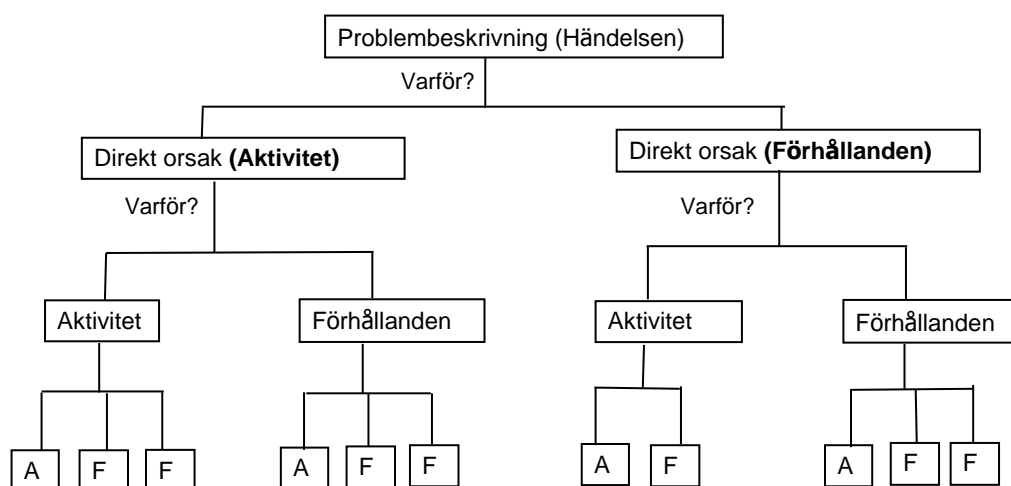 Problembeskrivning (Händelsen)
Varför?
Direkt orsak (Aktivitet)
Direkt orsak (Förhållanden)
Varför?
Varför?
Aktivitet
Förhållanden
Aktivitet
Förhållanden
A
F
F
A
F
F
A
F
A
F
F